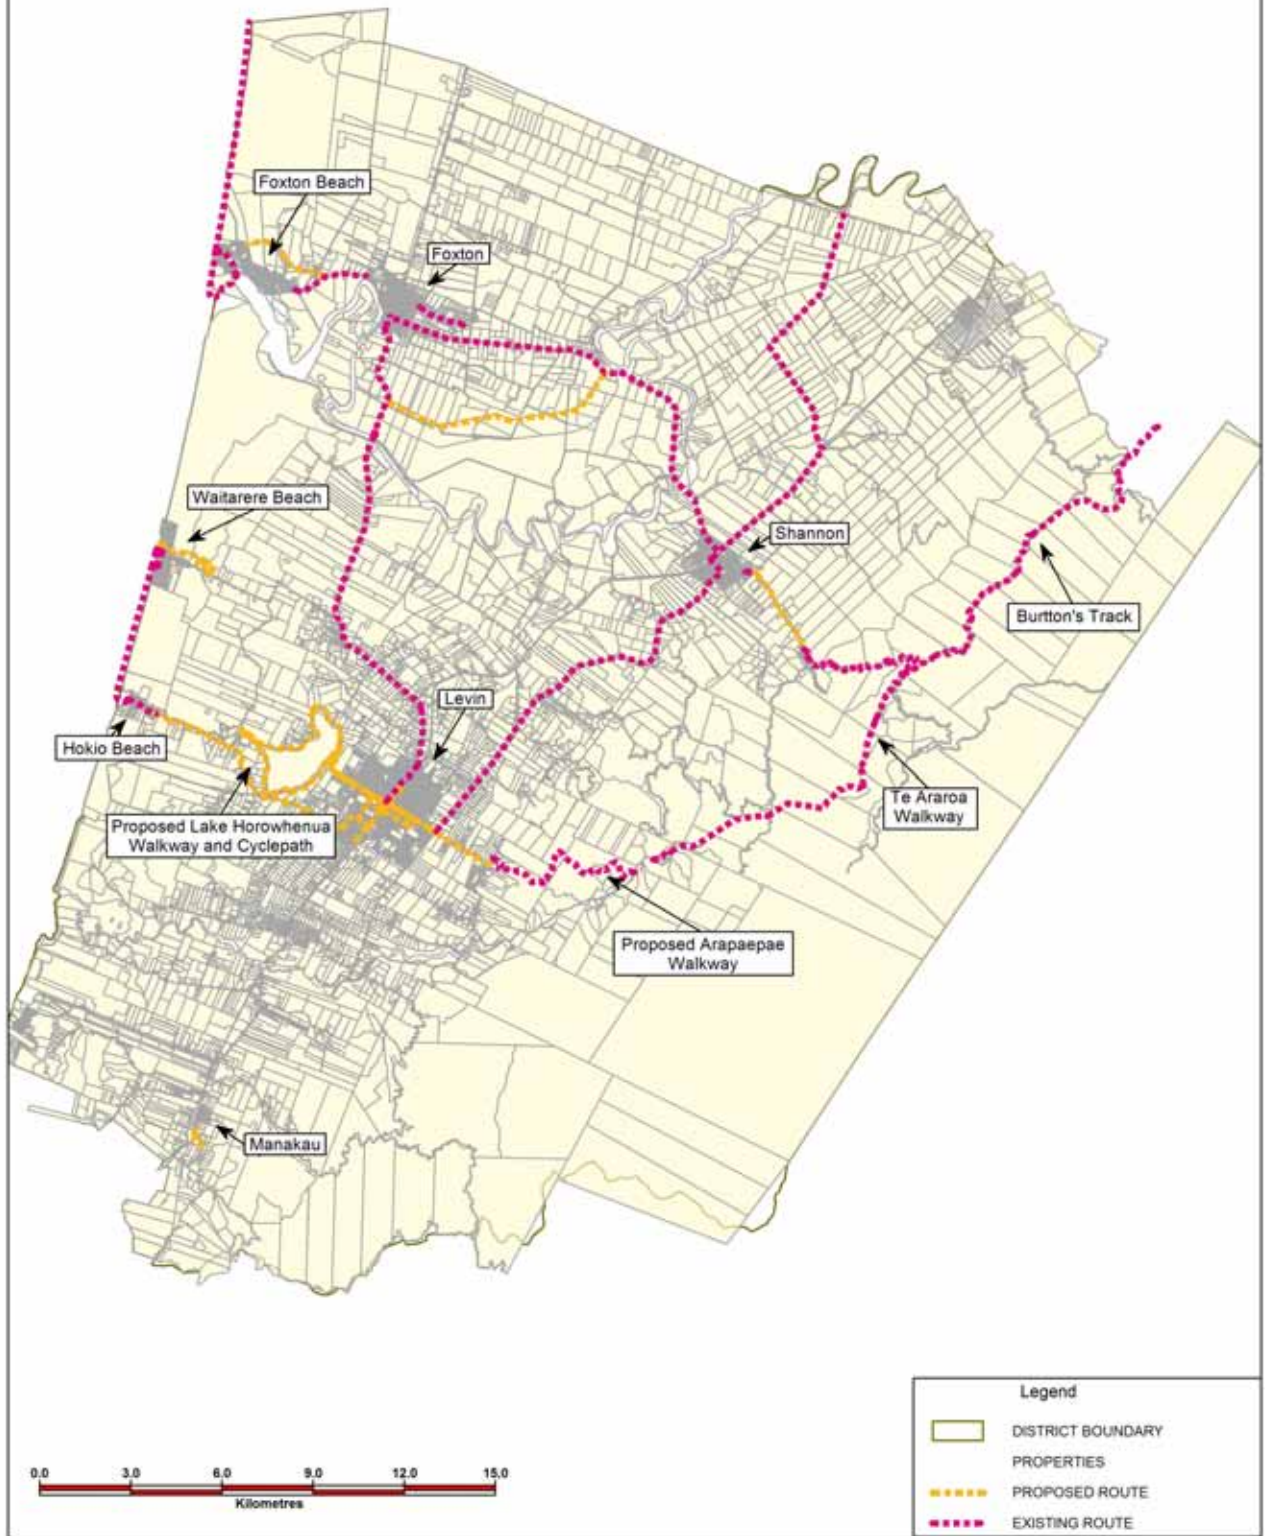 Foxton Beach
Foxton
Waitarere Beach
Shannon
Burtton's Track
Levin
Hokio Beach
Te Araroa
Walkway
Proposed Lake Horowhenua
Walkway and Cyclepath
Proposed Arapaepae
Walkway
Manakau
Legend
DISTRICT BOUNDARY
PROPERTIES
PROPOSED ROUTE
EXISTING ROUTE
0.0 3.0 6.0 9.0 12.0 15.0
Kilometres